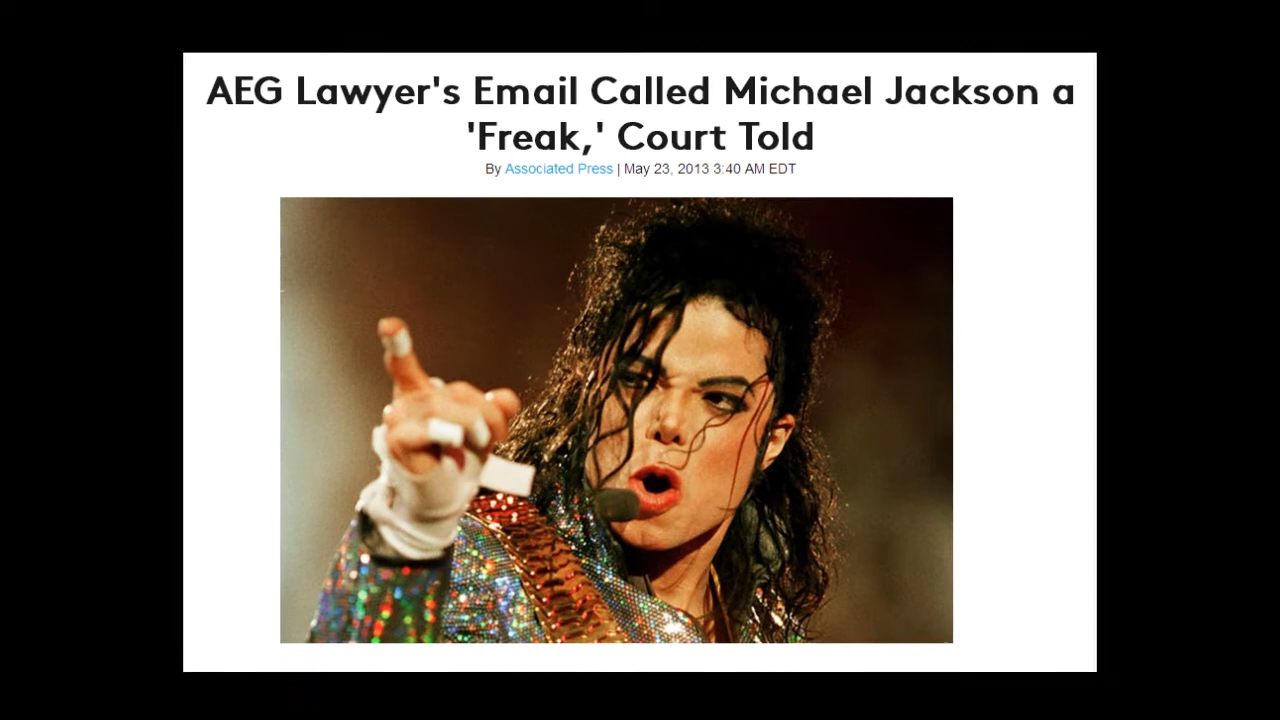 AEG Lawyer's Email Called Michael Jackson a
'Freak,' Court Told
By Associated Press | May 23, 2013 3:40 AM EDT